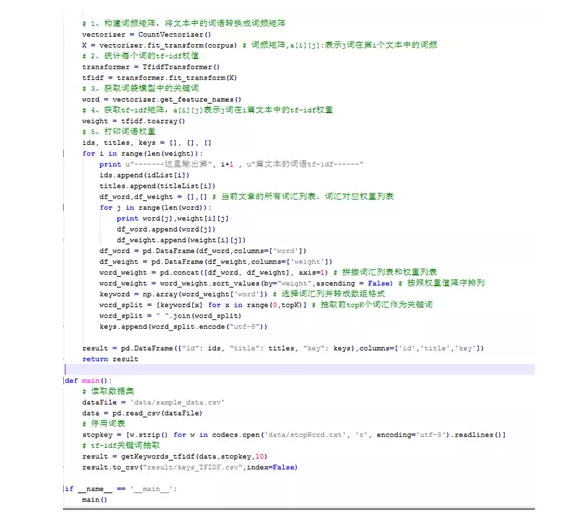 # 1、构建词频矩阵，将文本中的词语转换成词频矩阵
vectorizer = CountVectorizer()
X = vectorizer.fit_transform(corpus) # 词频矩阵,a[i][j]:表示j词在第i个文本中的词频
# 2、统计每个词的tf-idf权值
transformer = TfidfTransformer()
tfidf = transformer.fit_transform(X)
# 3、获取词袋模型中的关键词
word = vectorizer.get_feature_names()
# 4、获取tf-idf矩阵，a[i][j]表示j词在i篇文本中的tf-idf权重
weight = tfidf.toarray()
# 5、打印词语权重
ids, titles, keys = [], [], []
for i in range(len(weight)):
print u"-------这里输出第", i+1 , u"篇文本的词语tf-idf------"
ids.append(idList[i])
titles.append(titleList[i])
df_word,df_weight = [],[] # 当前文章的所有词汇列表、词汇对应权重列表
for j in range(len(word)):
print word[j],weight[i][j]
df_word.append(word[j])
df_weight.append(weight[i][j])
df_word = pd.DataFrame(df_word,columns=['word'])
df_weight = pd.DataFrame(df_weight,columns=['weight'])
word_weight = pd.concat([df_word, df_weight], axis=1) # 拼接词汇列表和权重列表
word_weight = word_weight.sort_values(by="weight",ascending = False) # 按照权重值降序排列
keyword = np.array(word_weight['word']) # 选择词汇列并转成数组格式
word_split = [keyword[x] for x in range(0,topK)] # 抽取前topK个词汇作为关键词
word_split = " ".join(word_split)
keys.append(word_split.encode("utf-8"))
result = pd.DataFrame({"id": ids, "title": titles, "key": keys},columns=['id','title','key'])
return result
def main():
# 读取数据集
dataFile = 'data/sample_data.csv'
data = pd.read_csv(dataFile)
# 停用词表
stopkey = [w.strip() for w in codecs.open('data/stopWord.txt', 'r', encoding='utf-8').readlines()]
# tf-idf关键词抽取
result = getKeywords_tfidf(data,stopkey,10)
result.to_csv("result/keys_TFIDF.csv",index=False)
if __name__ == '__main__':
main()